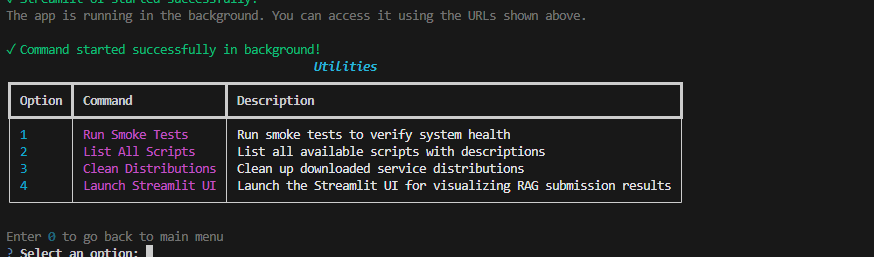 ✓ Streamlit UI started successfully!
The app is running in the background. You can access it using the URLs shown above.
✓ Command started successfully in background!
Utilities
Option Command Description
1 Run Smoke Tests Run smoke tests to verify system health
2 List All Scripts List all available scripts with descriptions
3 Clean Distributions Clean up downloaded service distributions
4 Launch Streamlit UI Launch the Streamlit UI for visualizing RAG submission results
Enter 0 to go back to main menu
? Select an option: